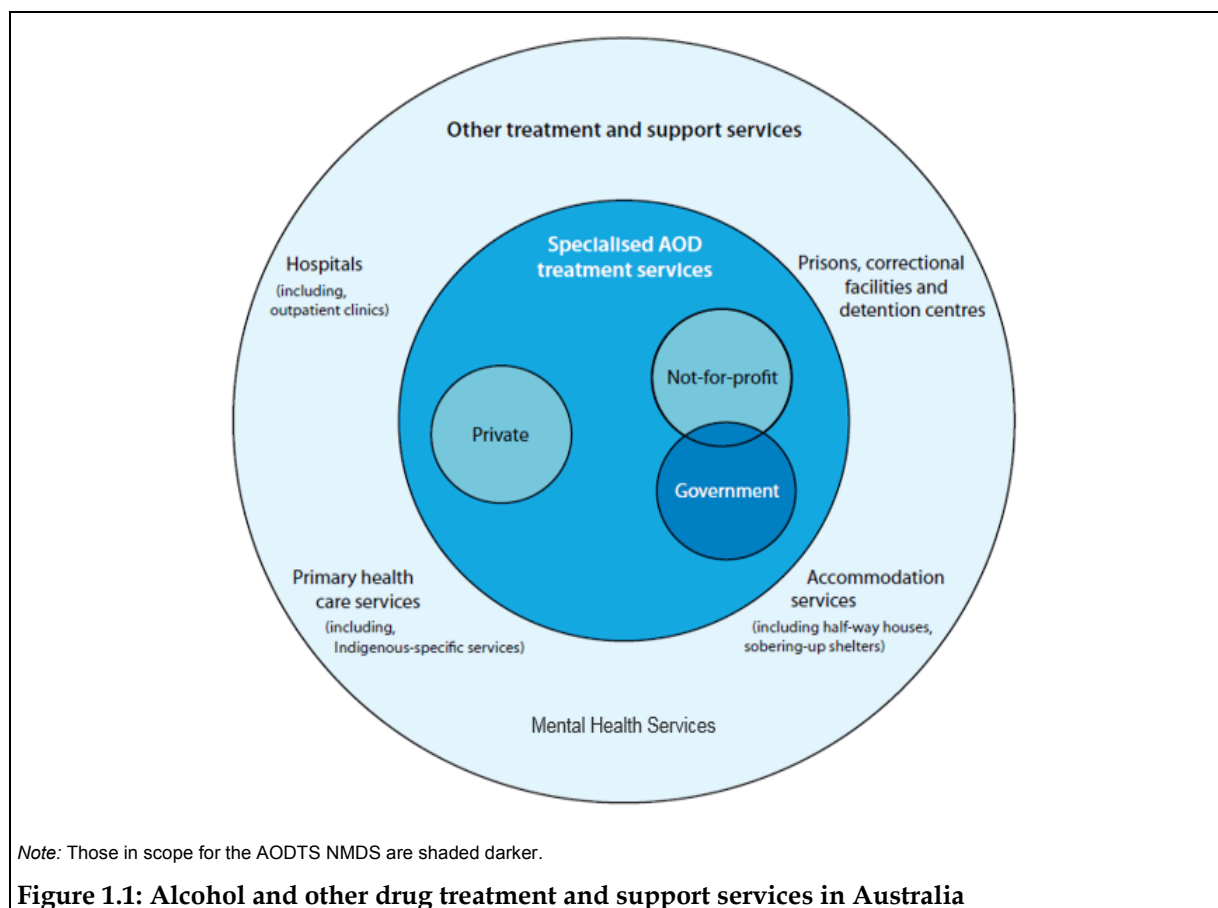 Other treatment and support services
Specialised AOD
treatment services
Hospitals
(including,
outpatient clinics)
Prisons, correctional
facilities and
detention centres
Not-for-profit
Private
Government
Primary health
care services
(including,
Indigenous-specific services)
Accommodation
services
(including half-way houses,
sobering-up shelters)
Mental Health Services
Note: Those in scope for the AODTS NMDS are shaded darker.
Figure 1.1: Alcohol and other drug treatment and support services in Australia